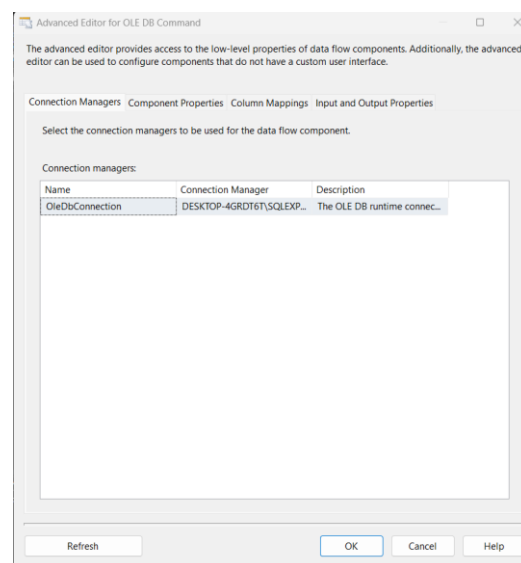 Advanced Editor for OLE DB Command
The advanced editor provides access to the low-level properties of data flow components. Additionally, the advanced
editor can be used to configure components that do not have a custom user interface.
Connection Managers Component Properties Column Mappings Input and Output Properties
Select the connection managers to be used for the data flow component.
Connection managers:
Name Connection Manager Description
OleDbConnection DESKTOP-4GRDT6T\SQLEXP... The OLE DB runtime connec...
Refresh OK Cancel Help